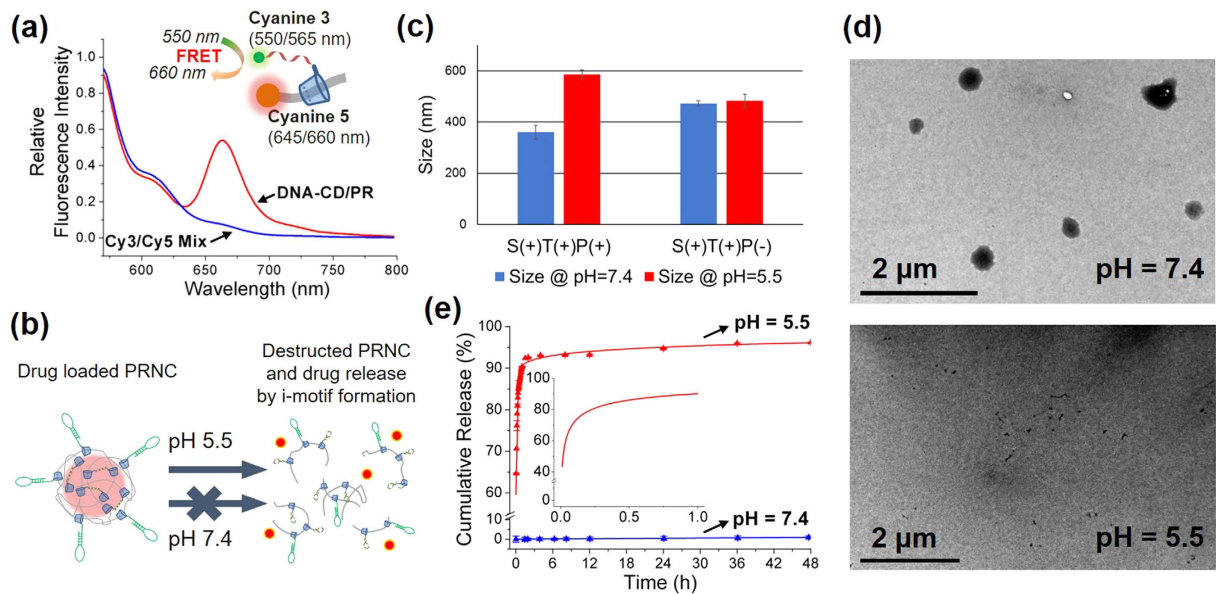 (a)
Relative
Fluorescence Intensity
1.0
0.8
0.6
0.4
0.2
0.0
600
650
700
750
800
Wavelength (nm)
550 nm
FRET
660 nm
Cyanine 3
(550/565 nm)
Cyanine 5
(645/660 nm)
DNA-CD/PR
Cy3/Cy5 Mix
(b)
Drug loaded PRNC
Destructed PRNC
and drug release
by i-motif formation
pH 5.5
pH 7.4
(c)
Size (nm)
600
400
200
0
S(+)T(+)P(+)
S(+)T(+)P(-)
Size @ pH=7.4
Size @ pH=5.5
(d)
2 µm
pH = 7.4
2 µm
pH = 5.5
(e)
Cumulative Release (%)
100
90
80
70
60
10
0
0
6
12
18
24
30
36
42
48
Time (h)
pH = 5.5
pH = 7.4
100
80
60
40
0
0.0
0.5
1.0